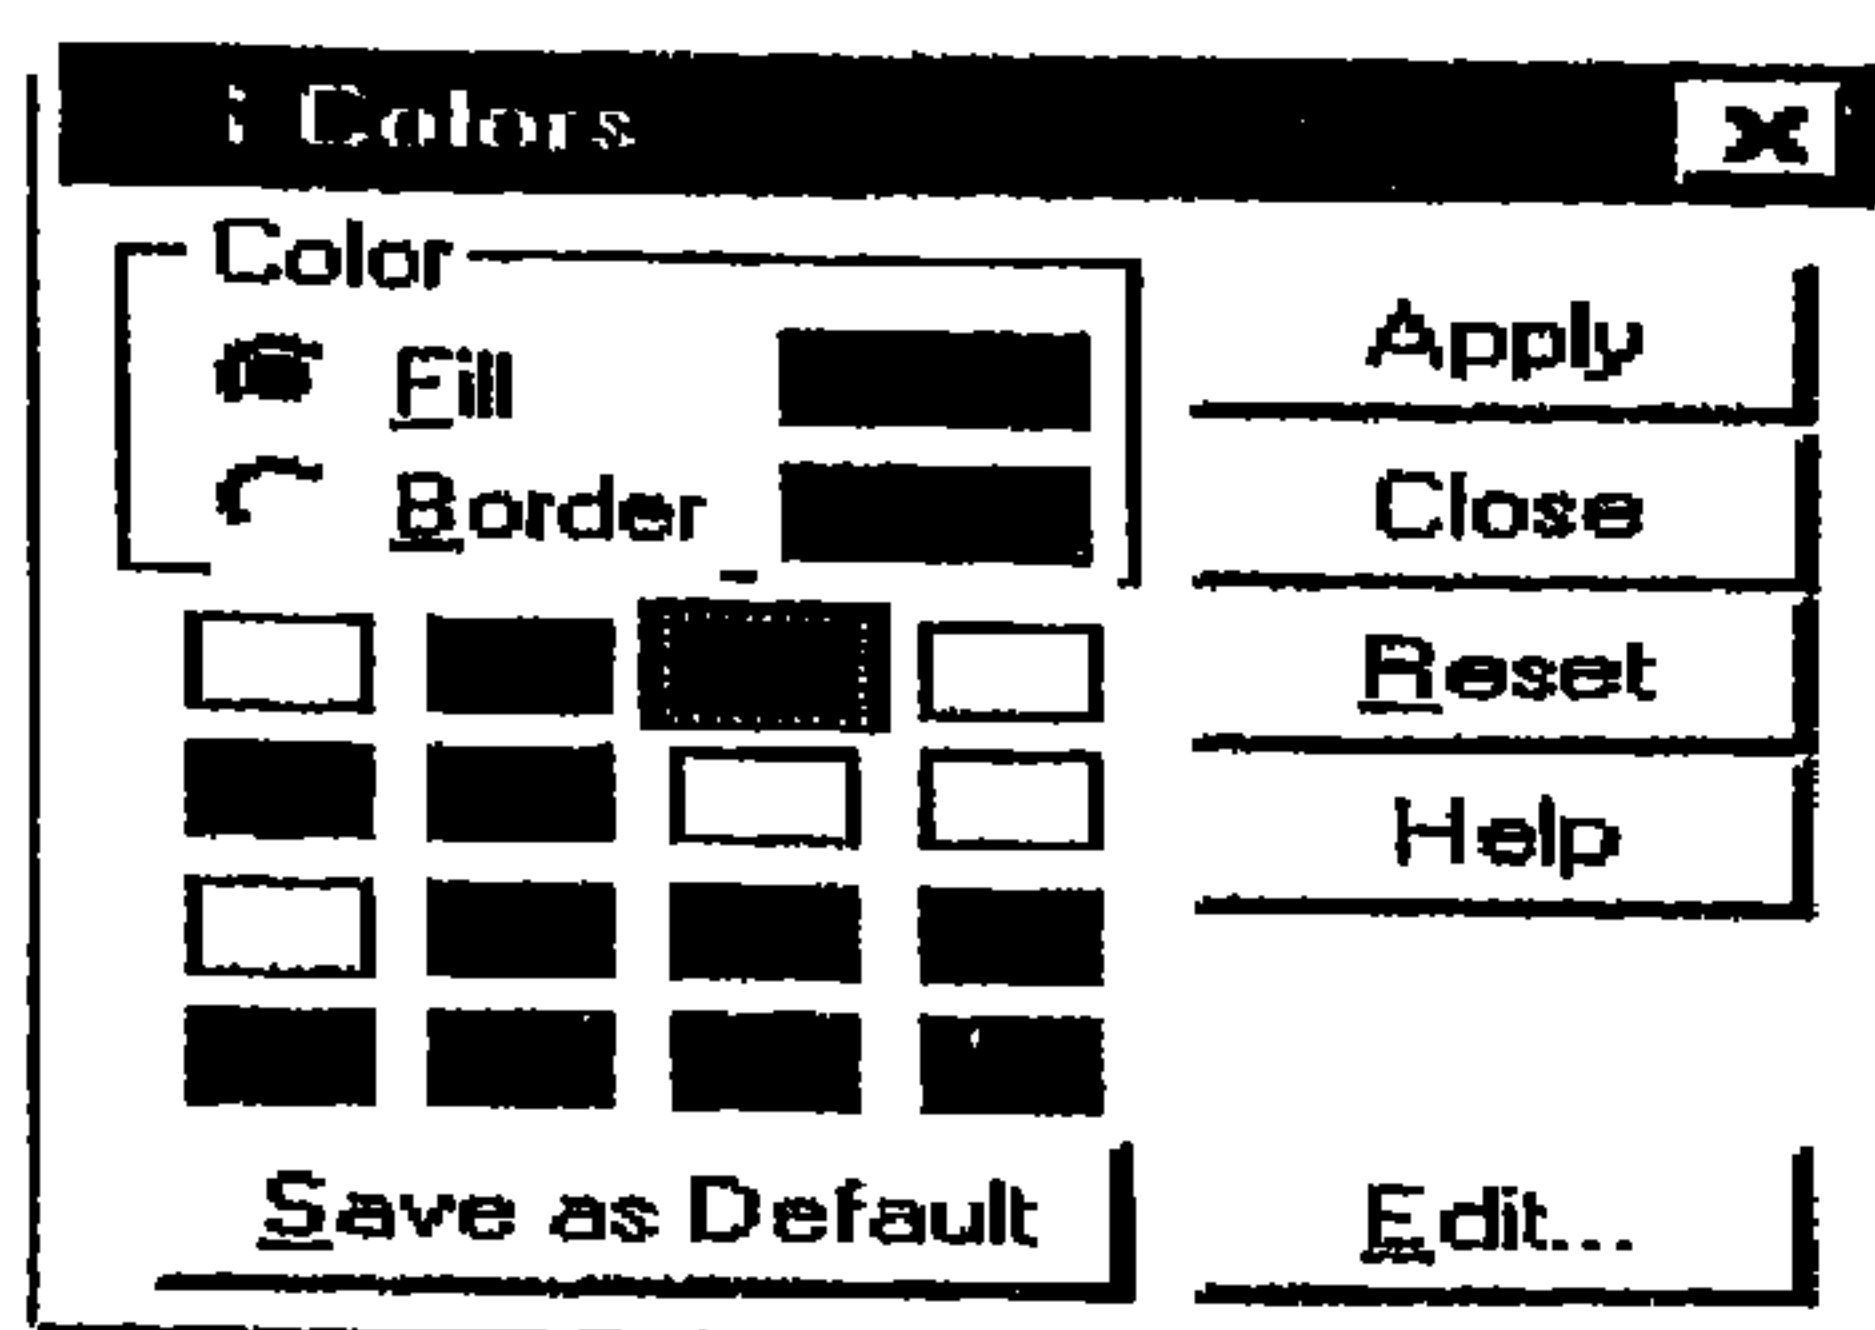 Colors
Color
Fill
Border
Apply
Close
Reset
Help
Save as Default
Edit...